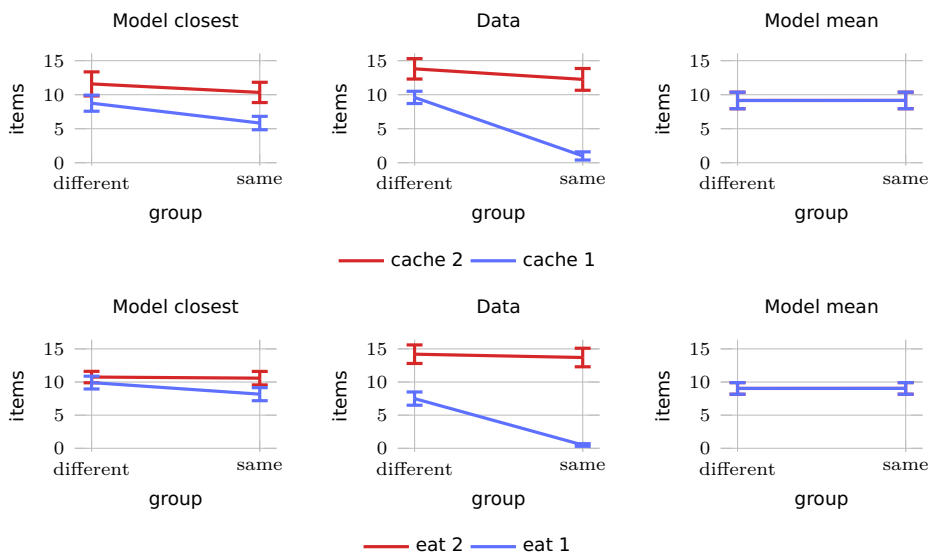 Model closest Data Model mean
15 15 15
10 10 10
5 5 5
0 0 0
items items items
different same different same different same
group group group
cache 2 cache 1
Model closest Data Model mean
15 15 15
10 10 10
5 5 5
0 0 0
items items items
different same different same different same
group group group
eat 2 eat 1